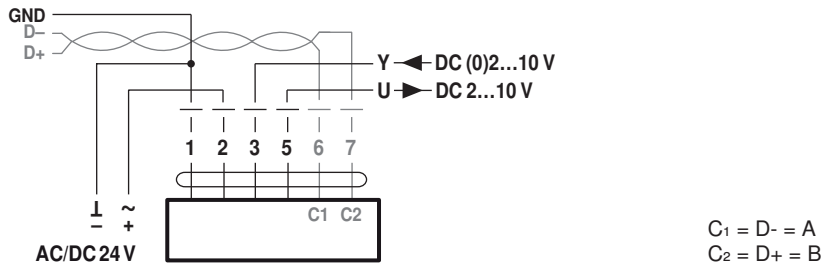 GND
D–
D+
Y DC (0)2…10 V
U DC 2…10 V
1 2 3 5 6 7
⊥ ~
– +
C1 C2
AC/DC 24 V
C1 = D- = A
C2 = D+ = B